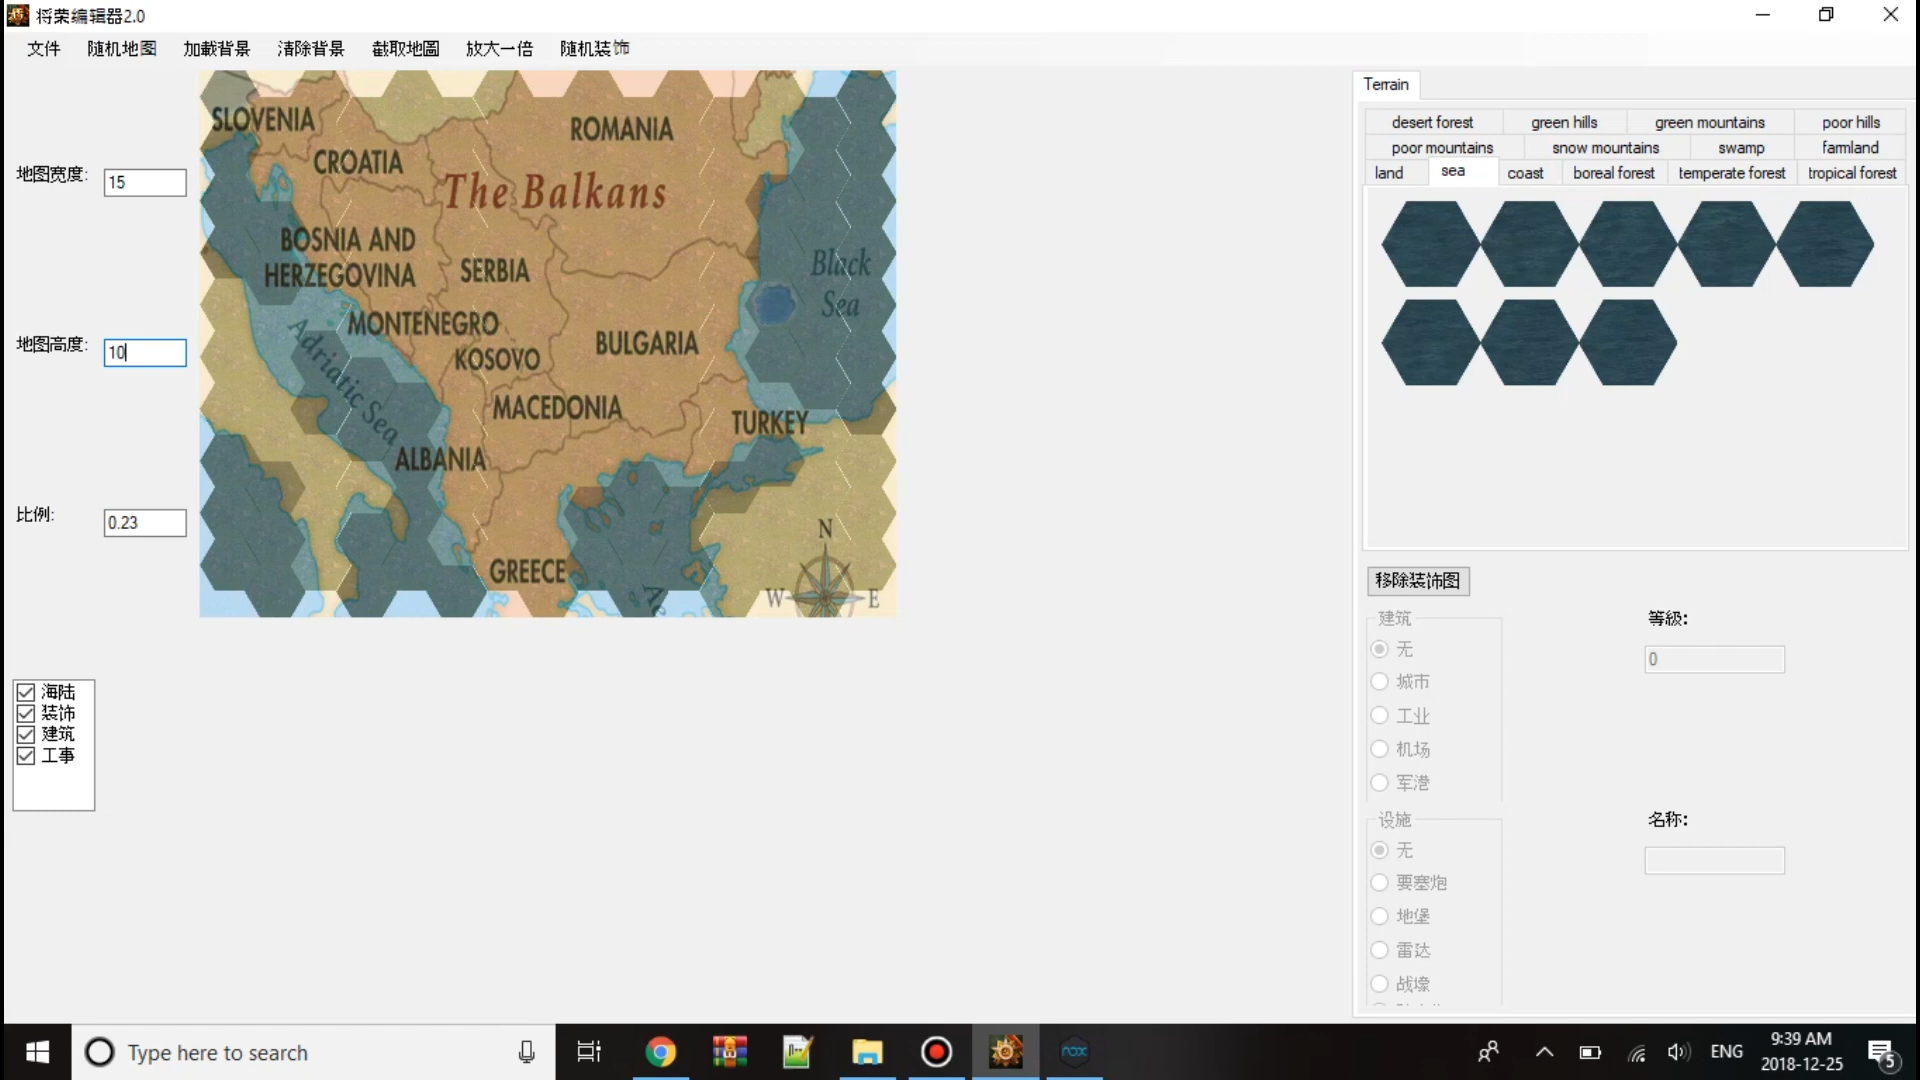 将荣编辑器2.0
文件 随机地图 加載背景 清除背景 截取地圖 放大一倍 随机装饰
地图宽度: 15
地图高度: 10
比例: 0.23
海陆
装饰
建筑
工事
SLOVENIA
ROMANIA
CROATIA
The Balkans
BOSNIA AND
HERZEGOVINA
SERBIA
Black
Sea
MONTENEGRO
KOSOVO
BULGARIA
Adriatic Sea
MACEDONIA
TURKEY
ALBANIA
GREECE
N
W
E
Terrain
desert forest green hills green mountains poor hills
poor mountains snow mountains swamp farmland
land sea coast boreal forest temperate forest tropical forest
移除装饰图
建筑
无
城市
工业
机场
军港
等級:
0
设施
无
要塞炮
地堡
雷达
战壕
名称:
Type here to search
nox
ENG
9:39 AM
2018-12-25
5